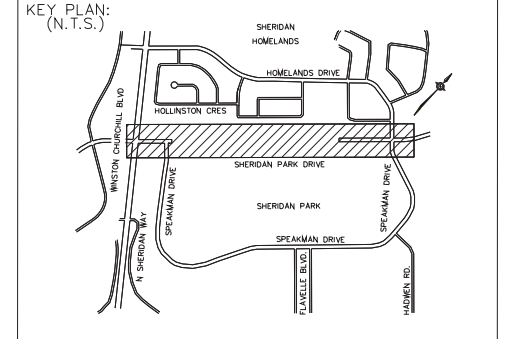 KEY PLAN:
(N.T.S.)
SHERIDAN
HOMELANDS
HOMELANDS DRIVE
HOLLINSTON CRES
WINSTON CHURCHILL BLVD
SHERIDAN PARK DRIVE
SPEAKMAN DRIVE
SPEAKMAN DRIVE
N SHERIDAN WAY
SHERIDAN PARK
SPEAKMAN DRIVE
FLAVELLE BLVD.
HADWEN RD.